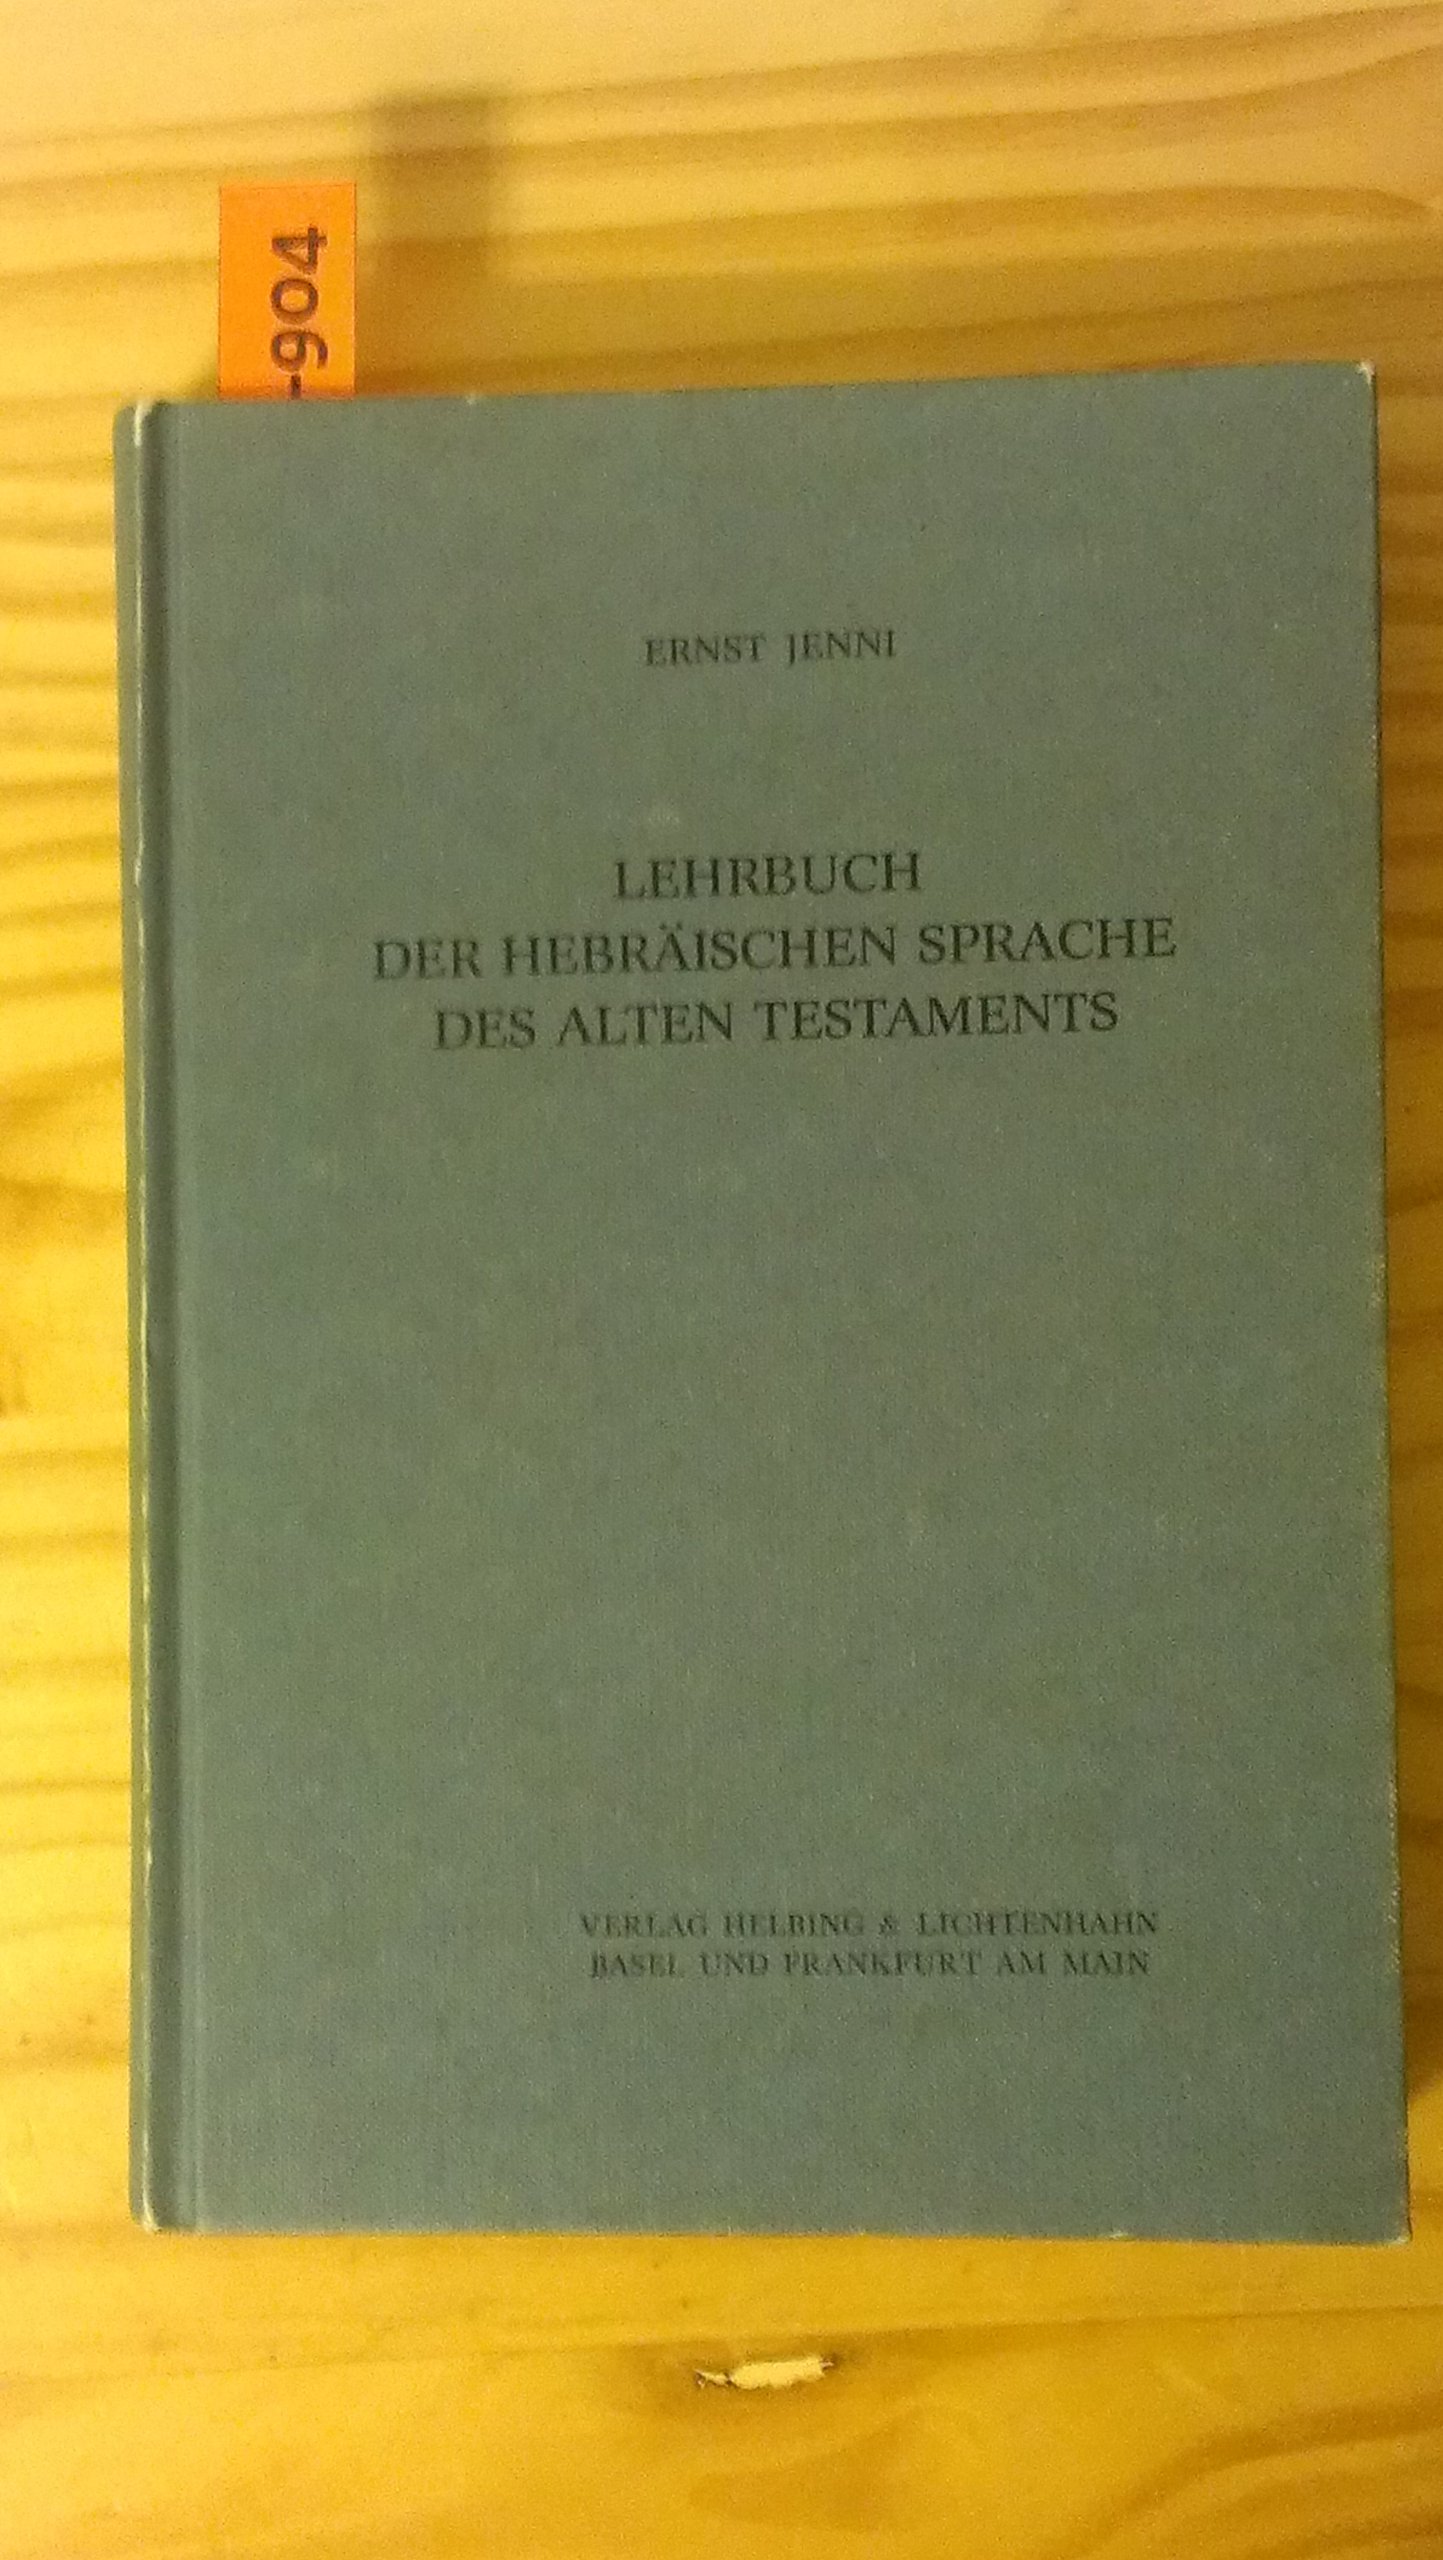 -904
ERNST JENNI
LEHRBUCH
DER HEBRÄISCHEN SPRACHE
DES ALTEN TESTAMENTS
VERLAG HELBING & LICHTENHAHN
BASEL UND FRANKFURT AM MAIN